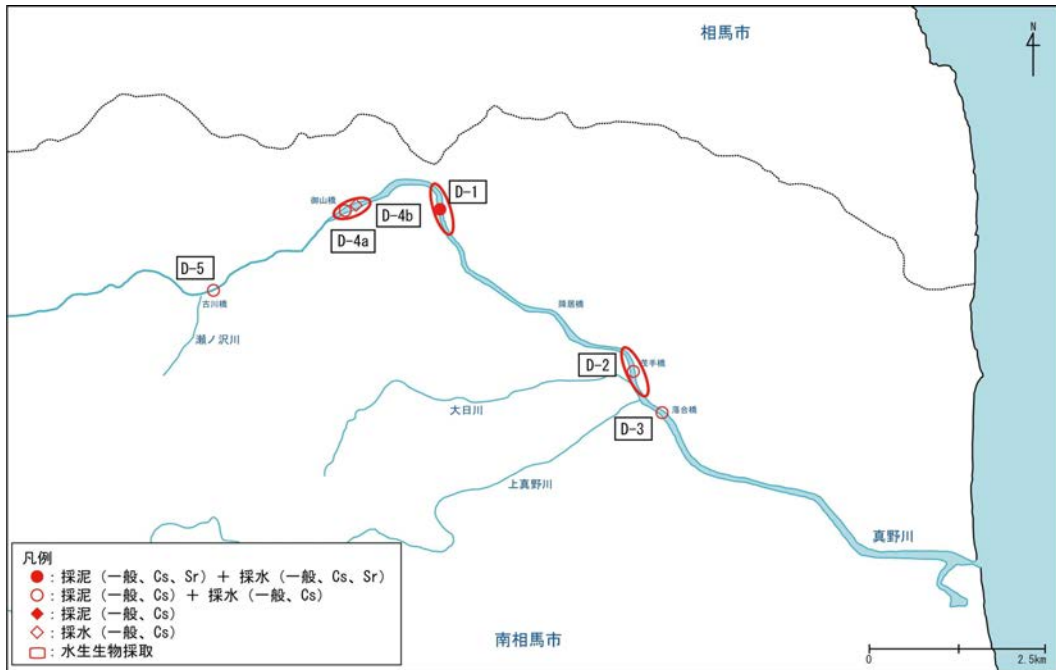 相馬市
N
D-1
御山橋
D-4b
D-4a
D-5
古川橋
瀬ノ沢川
D-2
茂手橋
大日川
D-3
落合橋
上真野川
真野川
凡例
●：採泥（一般、Cs、Sr）＋ 採水（一般、Cs、Sr）
○：採泥（一般、Cs）＋ 採水（一般、Cs）
◆：採泥（一般、Cs）
◇：採水（一般、Cs）
：水生生物採取
南相馬市
0
2.5km